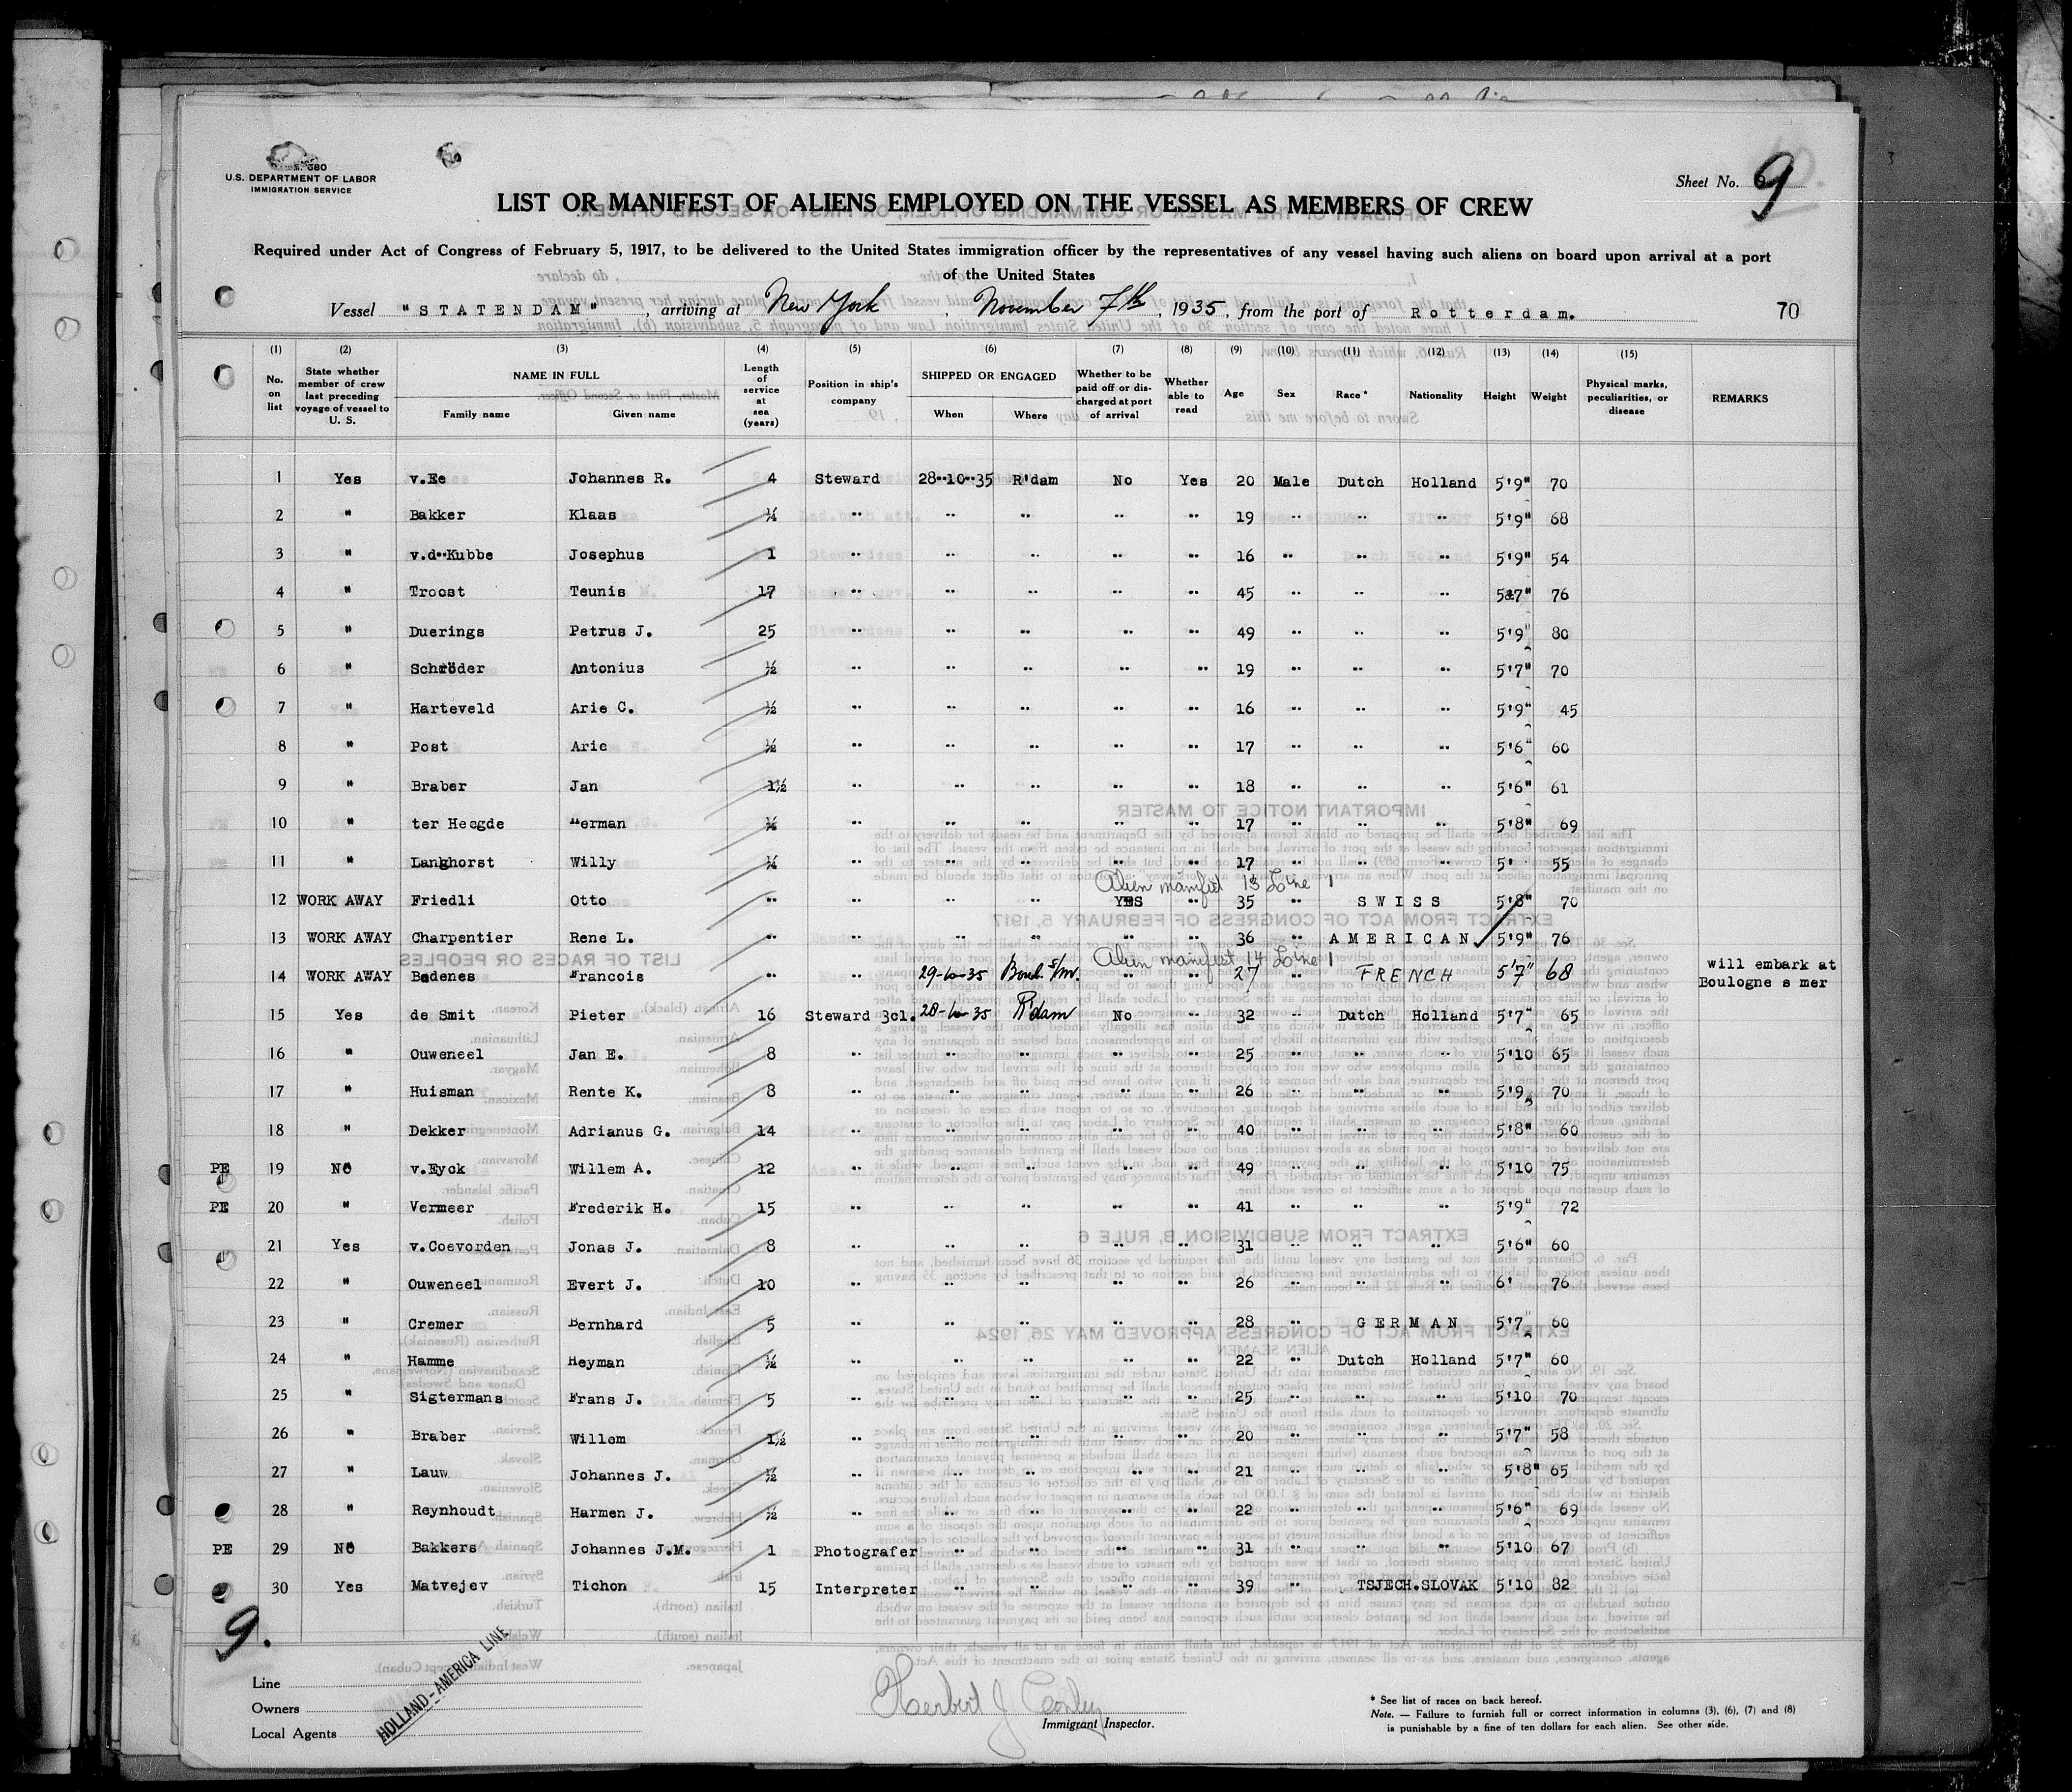 U.S. DEPARTMENT OF LABOR
IMMIGRATION SERVICE
Sheet No. 9
LIST OR MANIFEST OF ALIENS EMPLOYED ON THE VESSEL AS MEMBERS OF CREW
Required under Act of Congress of February 5, 1917, to be delivered to the United States immigration officer by the representatives of any vessel having such aliens on board upon arrival at a port
of the United States
Vessel "STATENDAM", arriving at New York, November 7th, 1935, from the port of Rotterdam. 70
(1) (2) (3) (4) (5) (6) (7) (8) (9) (10) (11) (12) (13) (14) (15)
No. on list | State whether member of crew last preceding voyage of vessel to U. S. | NAME IN FULL Family name Given name | Length of service at sea (years) | Position in ship's company | SHIPPED OR ENGAGED When Where | Whether to be paid off or discharged at port of arrival | Whether able to read | Age | Sex | Race* | Nationality | Height | Weight | Physical marks, peculiarities, or disease | REMARKS
1 Yes v.Ee Johannes R. 4 Steward 28-10-35 R'dam No Yes 20 Male Dutch Holland 5'9" 70
2 " Bakker Klaas ¼ " " " " " 19 " " " 5'9" 68
3 " v.d.Kubbe Josephus 1 " " " " " 16 " " " 5'9" 54
4 " Troost Teunis 17 " " " " " 45 " " " 5'7" 76
5 " Duerings Petrus J. 25 " " " " " 49 " " " 5'9" 80
6 " Schröder Antonius ½ " " " " " 19 " " " 5'7" 70
7 " Harteveld Arie C. ½ " " " " " 16 " " " 5'9" 45
8 " Post Arie ½ " " " " " 17 " " " 5'6" 60
9 " Braber Jan 1½ " " " " " 18 " " " 5'6" 61
10 " ter Heegde Herman ¼ " " " " " 17 " " " 5'8" 69
11 " Langhorst Willy ¼ " " " " " 17 " " " 5' 55
Alien manifest 13 Line 1
12 WORK AWAY Friedli Otto " " " " YES " 35 " SWISS 5'8" 70
13 WORK AWAY Charpentier Rene L. " " " " " " 36 " AMERICAN 5'9" 76
Alien manifest 14 Line 1
14 WORK AWAY Badenes Francois " " 29-10-35 Boul. s/m. " " 27 " FRENCH 5'7" 68 will embark at
Boulogne s mer
15 Yes de Smit Pieter 16 Steward 3cl. 28-10-35 R'dam No " 32 " Dutch Holland 5'7" 65
16 " Ouweneel Jan E. 8 " " " " " 25 " " " 5'10 65
17 " Huisman Rente K. 8 " " " " " 26 " " " 5'9 70
18 " Dekker Adrianus G. 14 " " " " " 40 " " " 5'8" 60
PE 19 NO v.Eyck Willem A. 12 " " " " " 49 " " " 5'10 75
PE 20 " Vermeer Frederik H. 15 " " " " " 41 " " " 5'9" 72
21 Yes v.Coevorden Jonas J. 8 " " " " " 31 " " " 5'6" 60
22 " Ouweneel Evert J. 10 " " " " " 26 " " " 6' 76
23 " Cremer Bernhard 5 " " " " " 28 " GERMAN 5'7 60
24 " Hamme Heyman ½ " " " " " 22 " Dutch Holland 5'7" 60
25 " Sigtermans Frans J. 5 " " " " " 25 " " " 5'10 70
26 " Braber Willem 1½ " " " " " 20 " " " 5'7" 58
27 " Lauw Johannes J. ½ " " " " " 21 " " " 5'8" 65
28 " Reynhoudt Harmen J. ½ " " " " " 22 " " " 5'6" 69
PE 29 NO Bakkers Johannes J.M. 1 Photografer " " " " 31 " " " 5'10 67
30 Yes Matvejev Tichon 15 Interpreter " " " " 39 " TSJECH.SLOVAK 5'10 82
9.
Line
Owners
Local Agents
HOLLAND-AMERICA LINE
Herbert J
Immigrant Inspector.
* See list of races on back hereof.
Note. — Failure to furnish full or correct information in columns (3), (6), (7) and (8)
is punishable by a fine of ten dollars for each alien. See other side.